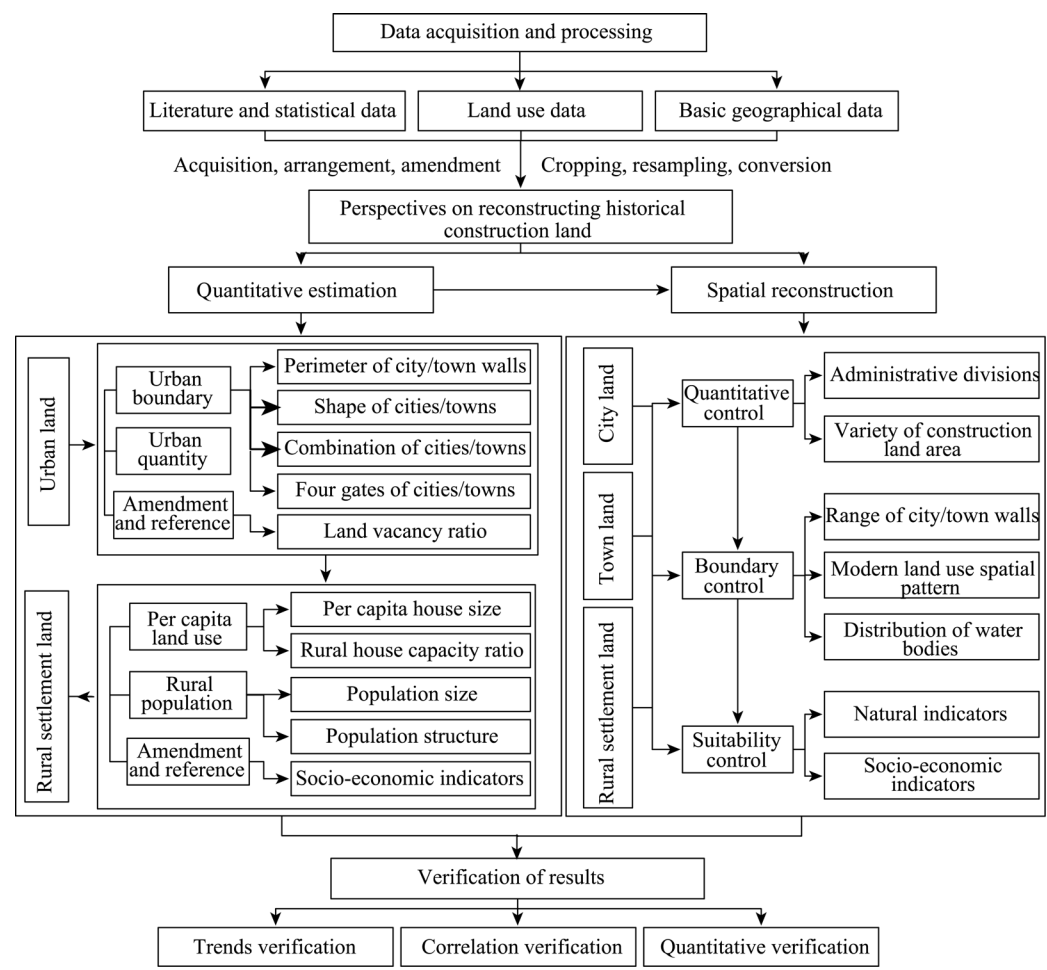 Data acquisition and processing
Literature and statistical data
Land use data
Basic geographical data
Acquisition, arrangement, amendment
Cropping, resampling, conversion
Perspectives on reconstructing historical
construction land
Quantitative estimation
Spatial reconstruction
Urban land
Urban
boundary
Urban
quantity
Amendment
and reference
Perimeter of city/town walls
Shape of cities/towns
Combination of cities/towns
Four gates of cities/towns
Land vacancy ratio
Rural settlement land
Per capita
land use
Rural
population
Amendment
and reference
Per capita house size
Rural house capacity ratio
Population size
Population structure
Socio-economic indicators
City land
Town land
Rural settlement land
Quantitative
control
Boundary
control
Suitability
control
Administrative divisions
Variety of construction
land area
Range of city/town walls
Modern land use spatial
pattern
Distribution of water
bodies
Natural indicators
Socio-economic
indicators
Verification of results
Trends verification
Correlation verification
Quantitative verification